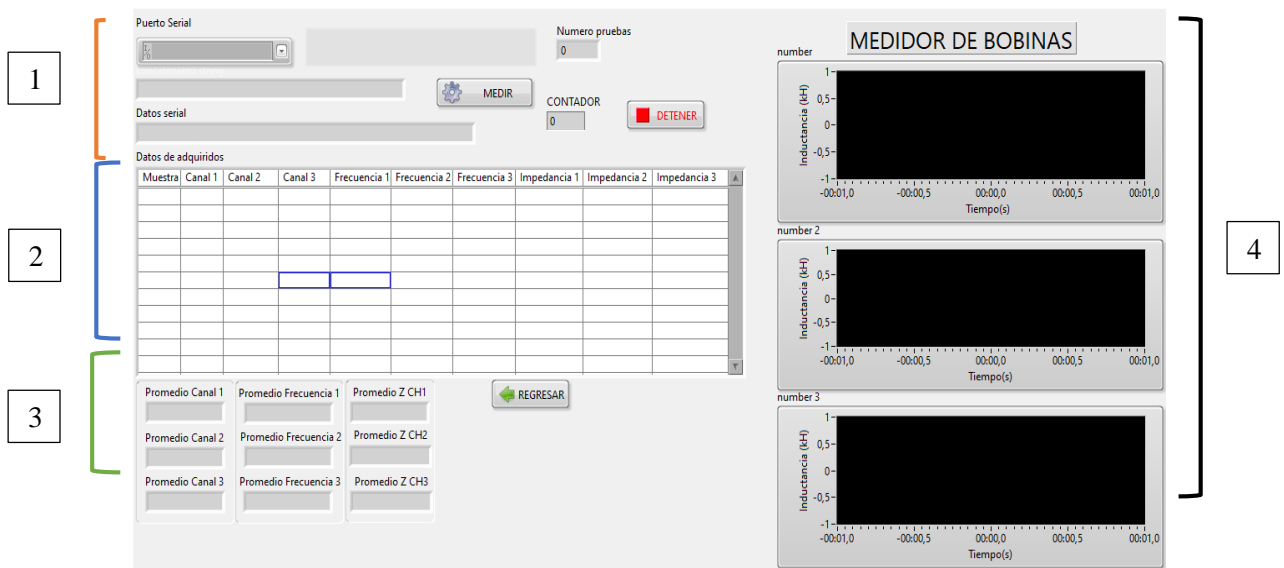 1
Puerto Serial
Numero pruebas
0
MEDIR
CONTADOR
0
DETENER
Datos serial
2
Datos de adquiridos
Muestra Canal 1 Canal 2 Canal 3 Frecuencia 1 Frecuencia 2 Frecuencia 3 Impedancia 1 Impedancia 2 Impedancia 3
3
Promedio Canal 1 Promedio Frecuencia 1 Promedio Z CH1
Promedio Canal 2 Promedio Frecuencia 2 Promedio Z CH2
Promedio Canal 3 Promedio Frecuencia 3 Promedio Z CH3
REGRESAR
MEDIDOR DE BOBINAS
number
Inductancia (kH)
1
0,5
0
-0,5
-1
-00:01,0 -00:00,5 00:00,0 00:00,5 00:01,0
Tiempo(s)
number 2
Inductancia (kH)
1
0,5
0
-0,5
-1
-00:01,0 -00:00,5 00:00,0 00:00,5 00:01,0
Tiempo(s)
number 3
Inductancia (kH)
1
0,5
0
-0,5
-1
-00:01,0 -00:00,5 00:00,0 00:00,5 00:01,0
Tiempo(s)
4